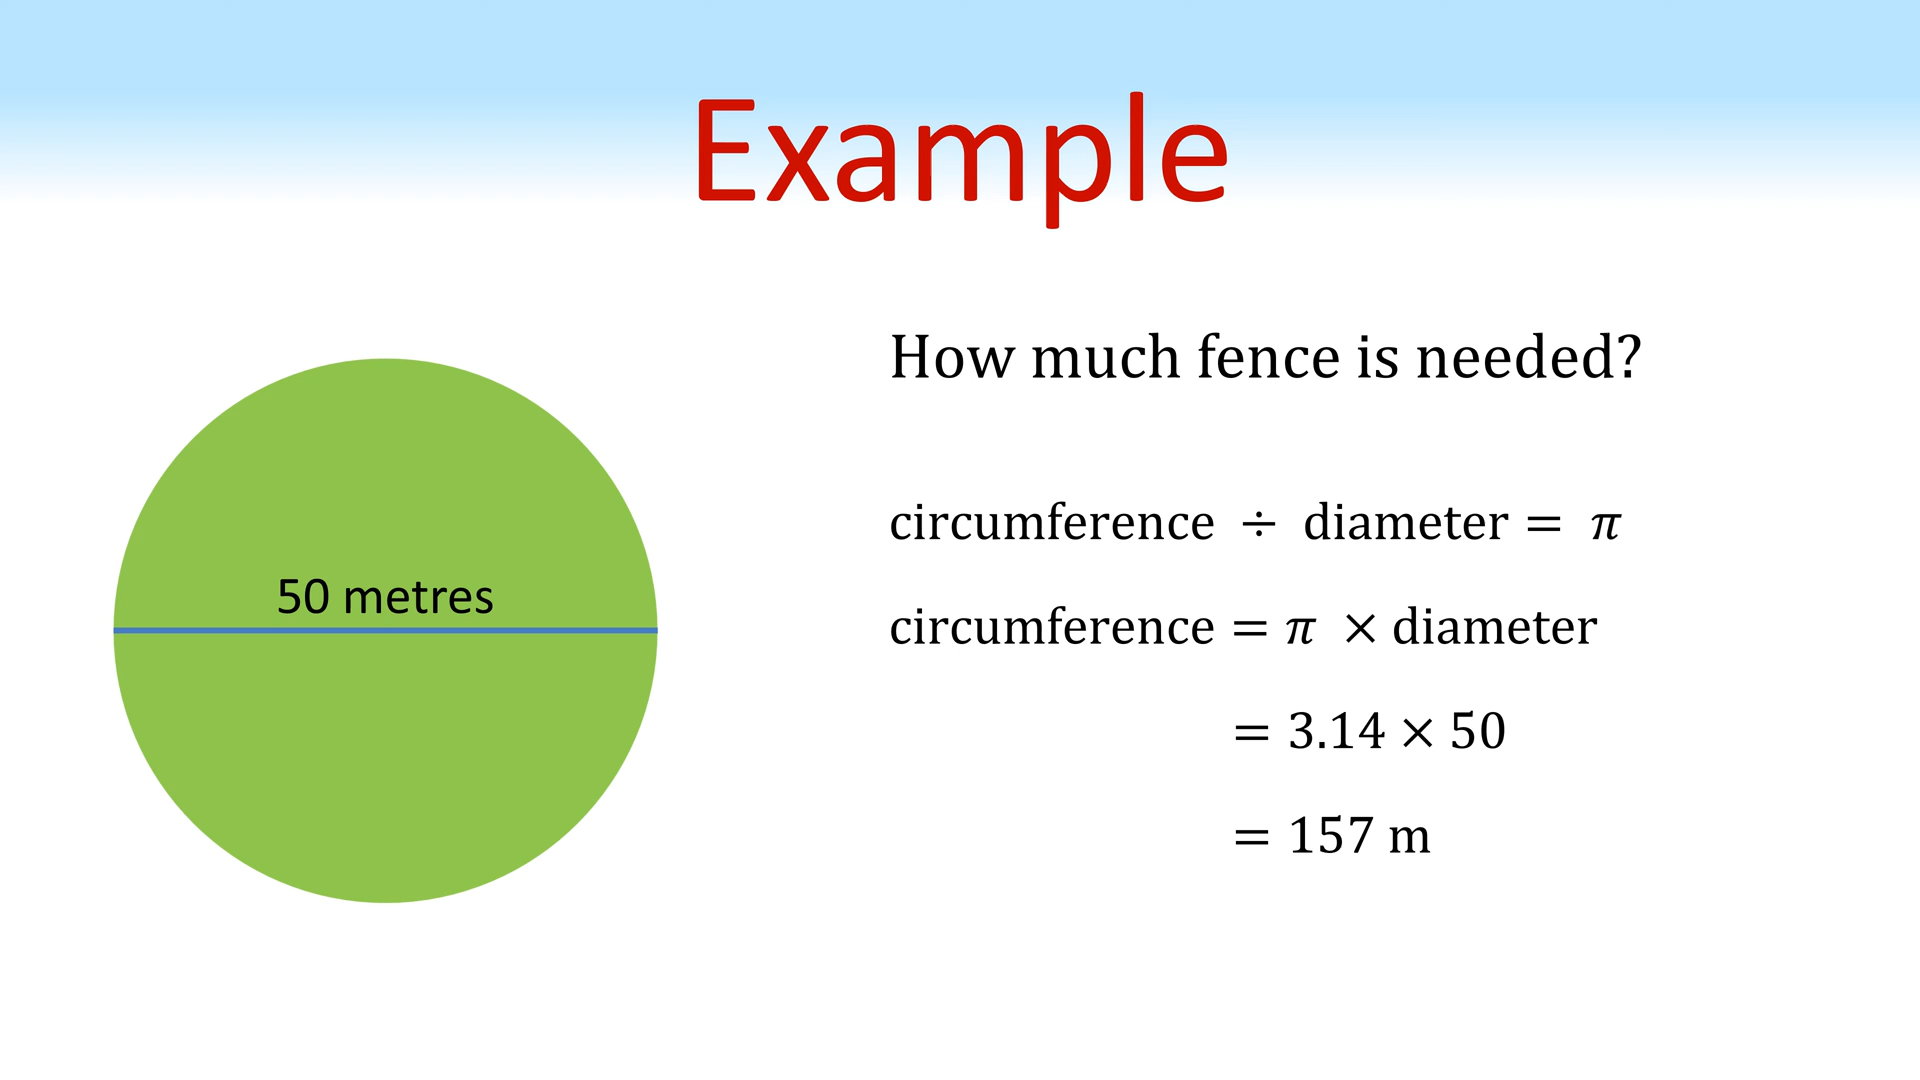 Example
How much fence is needed?
50 metres
circumference ÷ diameter = π
circumference = π × diameter
= 3.14 × 50
= 157 m